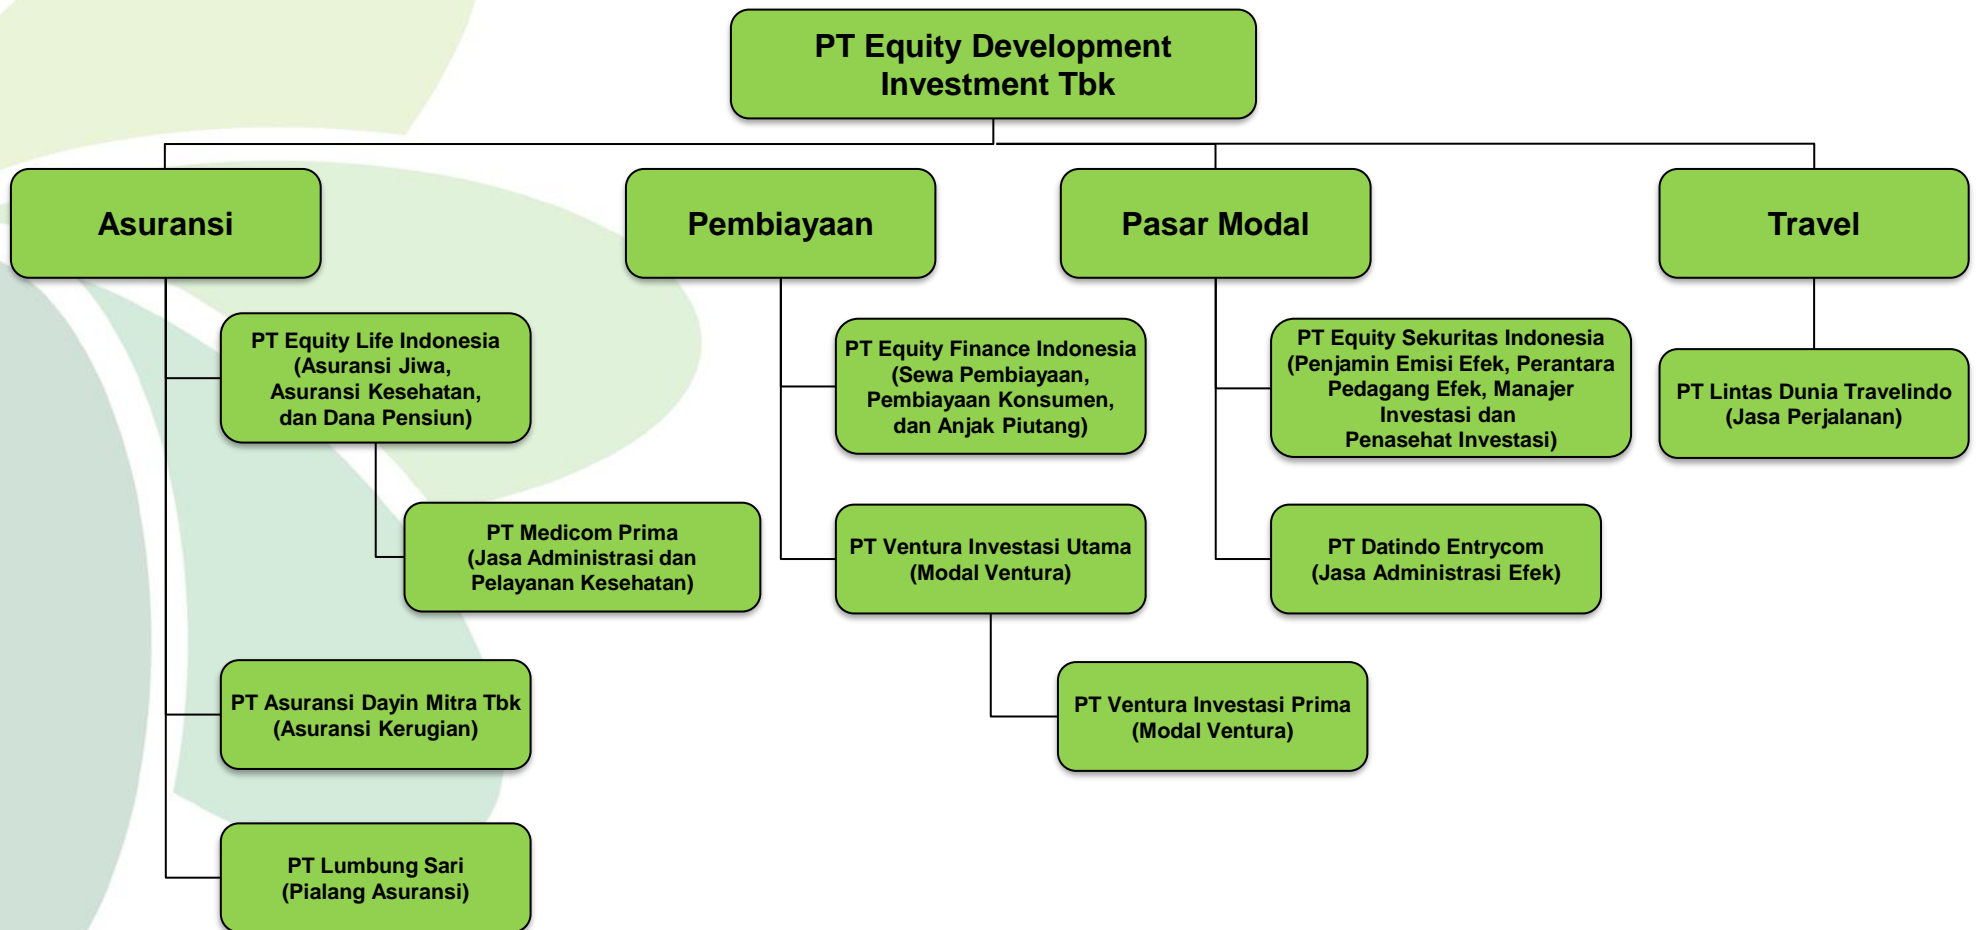 PT Equity Development
Investment Tbk
Asuransi
Pembiayaan
Pasar Modal
Travel
PT Equity Life Indonesia
(Asuransi Jiwa,
Asuransi Kesehatan,
dan Dana Pensiun)
PT Medicom Prima
(Jasa Administrasi dan
Pelayanan Kesehatan)
PT Asuransi Dayin Mitra Tbk
(Asuransi Kerugian)
PT Lumbung Sari
(Pialang Asuransi)
PT Equity Finance Indonesia
(Sewa Pembiayaan,
Pembiayaan Konsumen,
dan Anjak Piutang)
PT Ventura Investasi Utama
(Modal Ventura)
PT Ventura Investasi Prima
(Modal Ventura)
PT Equity Sekuritas Indonesia
(Penjamin Emisi Efek, Perantara
Pedagang Efek, Manajer
Investasi dan
Penasehat Investasi)
PT Datindo Entrycom
(Jasa Administrasi Efek)
PT Lintas Dunia Travelindo
(Jasa Perjalanan)